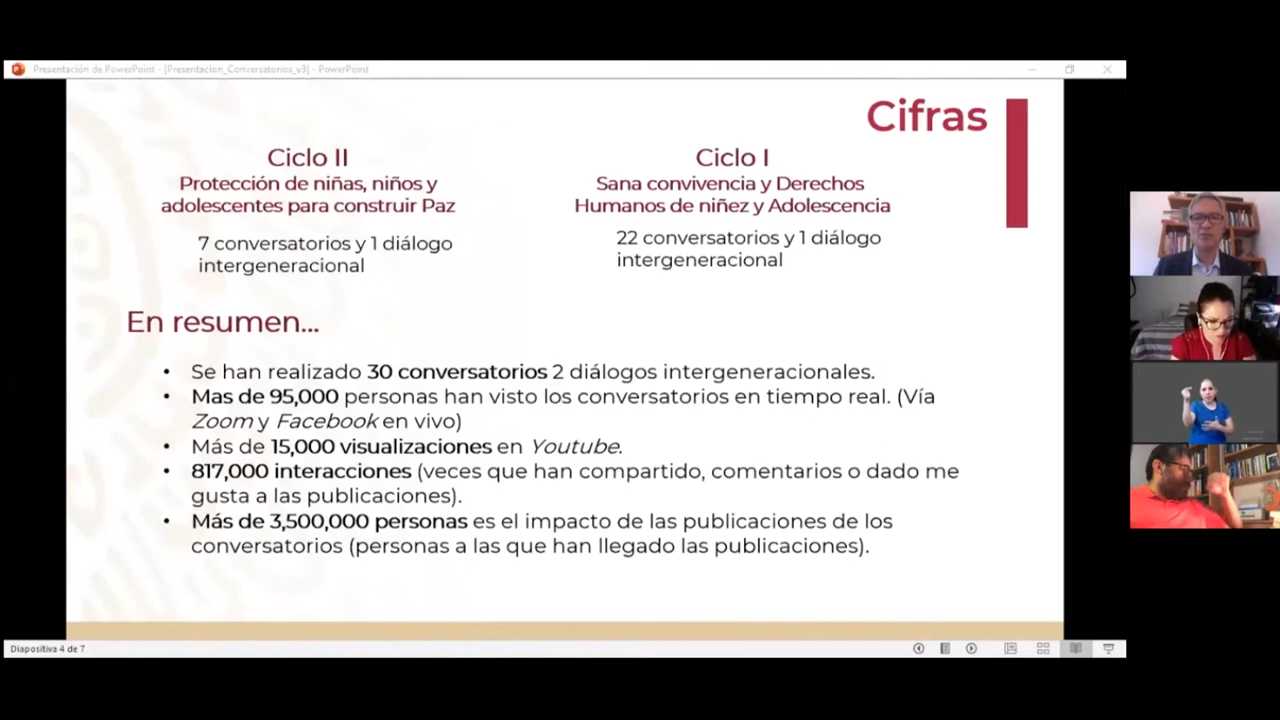 Presentación de PowerPoint - [Presentacion_Conversatorios_v3] - PowerPoint
Cifras
Ciclo II
Protección de niñas, niños y
adolescentes para construir Paz
7 conversatorios y 1 diálogo
intergeneracional
Ciclo I
Sana convivencia y Derechos
Humanos de niñez y Adolescencia
22 conversatorios y 1 diálogo
intergeneracional
En resumen...
• Se han realizado 30 conversatorios 2 diálogos intergeneracionales.
• Mas de 95,000 personas han visto los conversatorios en tiempo real. (Vía
Zoom y Facebook en vivo)
• Más de 15,000 visualizaciones en Youtube.
• 817,000 interacciones (veces que han compartido, comentarios o dado me
gusta a las publicaciones).
• Más de 3,500,000 personas es el impacto de las publicaciones de los
conversatorios (personas a las que han llegado las publicaciones).
Diapositiva 4 de 7